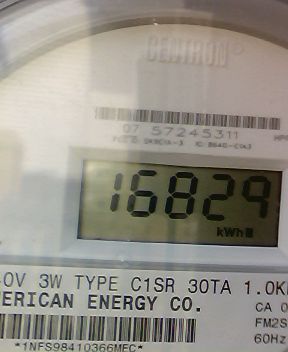 CENTRON®
07 57245311
16829
kWh
0V 3W TYPE C1SR 30TA 1.0K
ERICAN ENERGY CO.
CA 0
FM2S
60Hz
*1NFS98410366MEC*